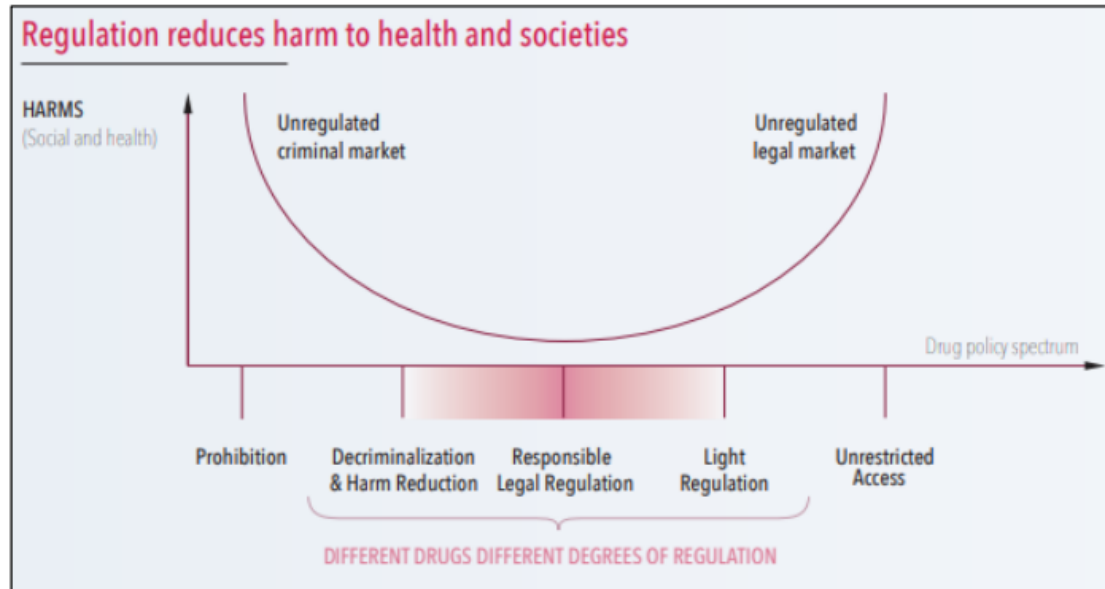 Regulation reduces harm to health and societies
HARMS
(Social and health)
Unregulated
criminal market
Unregulated
legal market
Drug policy spectrum
Prohibition
Decriminalization
& Harm Reduction
Responsible
Legal Regulation
Light
Regulation
Unrestricted
Access
DIFFERENT DRUGS DIFFERENT DEGREES OF REGULATION